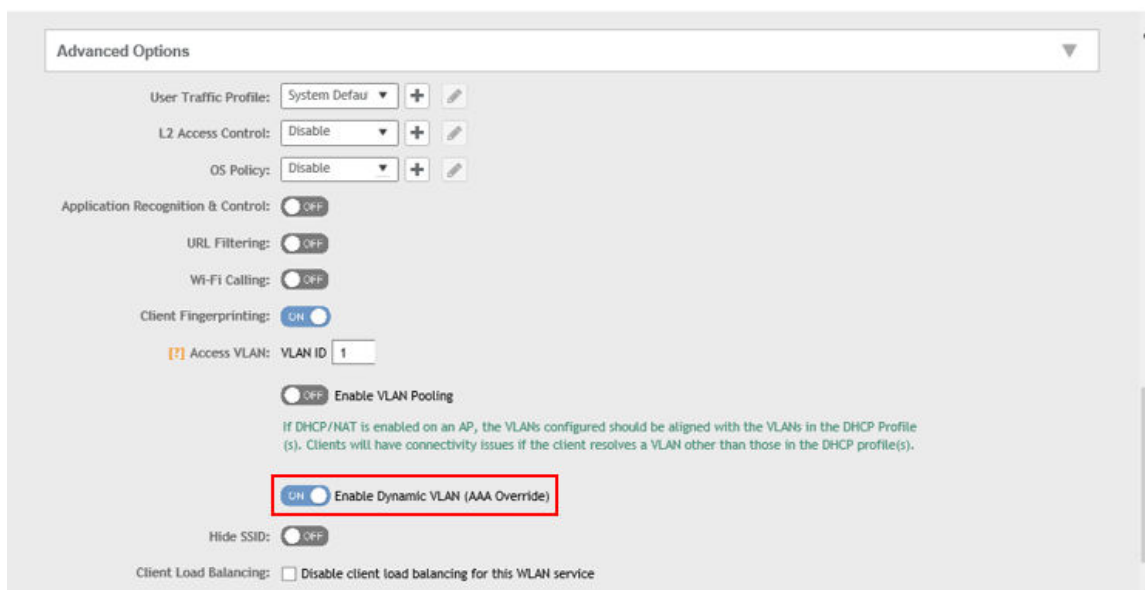 Advanced Options
User Traffic Profile: System Defau
L2 Access Control: Disable
OS Policy: Disable
Application Recognition & Control: OFF
URL Filtering: OFF
Wi-Fi Calling: OFF
Client Fingerprinting: ON
[?] Access VLAN: VLAN ID 1
OFF Enable VLAN Pooling
If DHCP/NAT is enabled on an AP, the VLANs configured should be aligned with the VLANs in the DHCP Profile
(s). Clients will have connectivity issues if the client resolves a VLAN other than those in the DHCP profile(s).
ON Enable Dynamic VLAN (AAA Override)
Hide SSID: OFF
Client Load Balancing: Disable client load balancing for this WLAN service